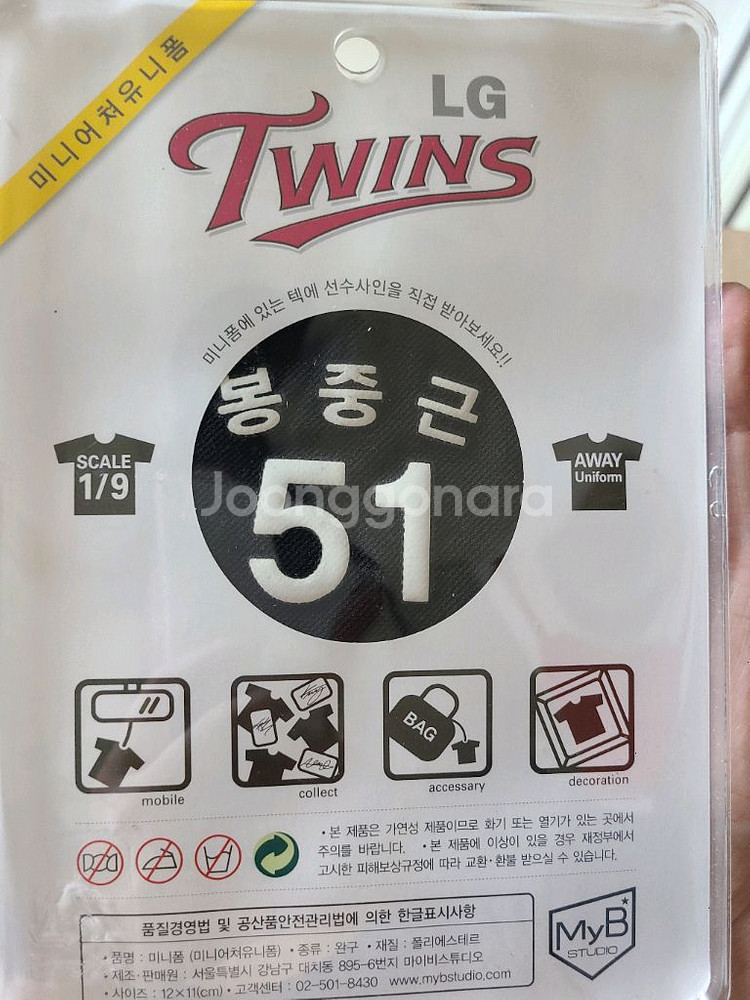 미니어쳐유니폼
LG
TWINS
미니폼에 있는 텍에 선수사인을 직접 받아보세요!!
봉중근
51
SCALE
1/9
AWAY
Uniform
Joonggonara
BAG
mobile
collect
accessary
decoration
• 본 제품은 가연성 제품이므로 화기 또는 열기가 있는 곳에서
주의를 바랍니다. • 본 제품에 이상이 있을 경우 재정부에서
고시한 피해보상규정에 따라 교환·환불 받으실 수 있습니다.
품질경영법 및 공산품안전관리법에 의한 한글표시사항
• 품명 : 미니폼 (미니어쳐유니폼) • 종류 : 완구 • 재질 : 폴리에스테르
• 제조·판매원 : 서울특별시 강남구 대치동 895-6번지 마이비스튜디오
• 사이즈 : 12×11(cm) • 고객센터 : 02-501-8430 www.mybstudio.com
MyB
STUDIO